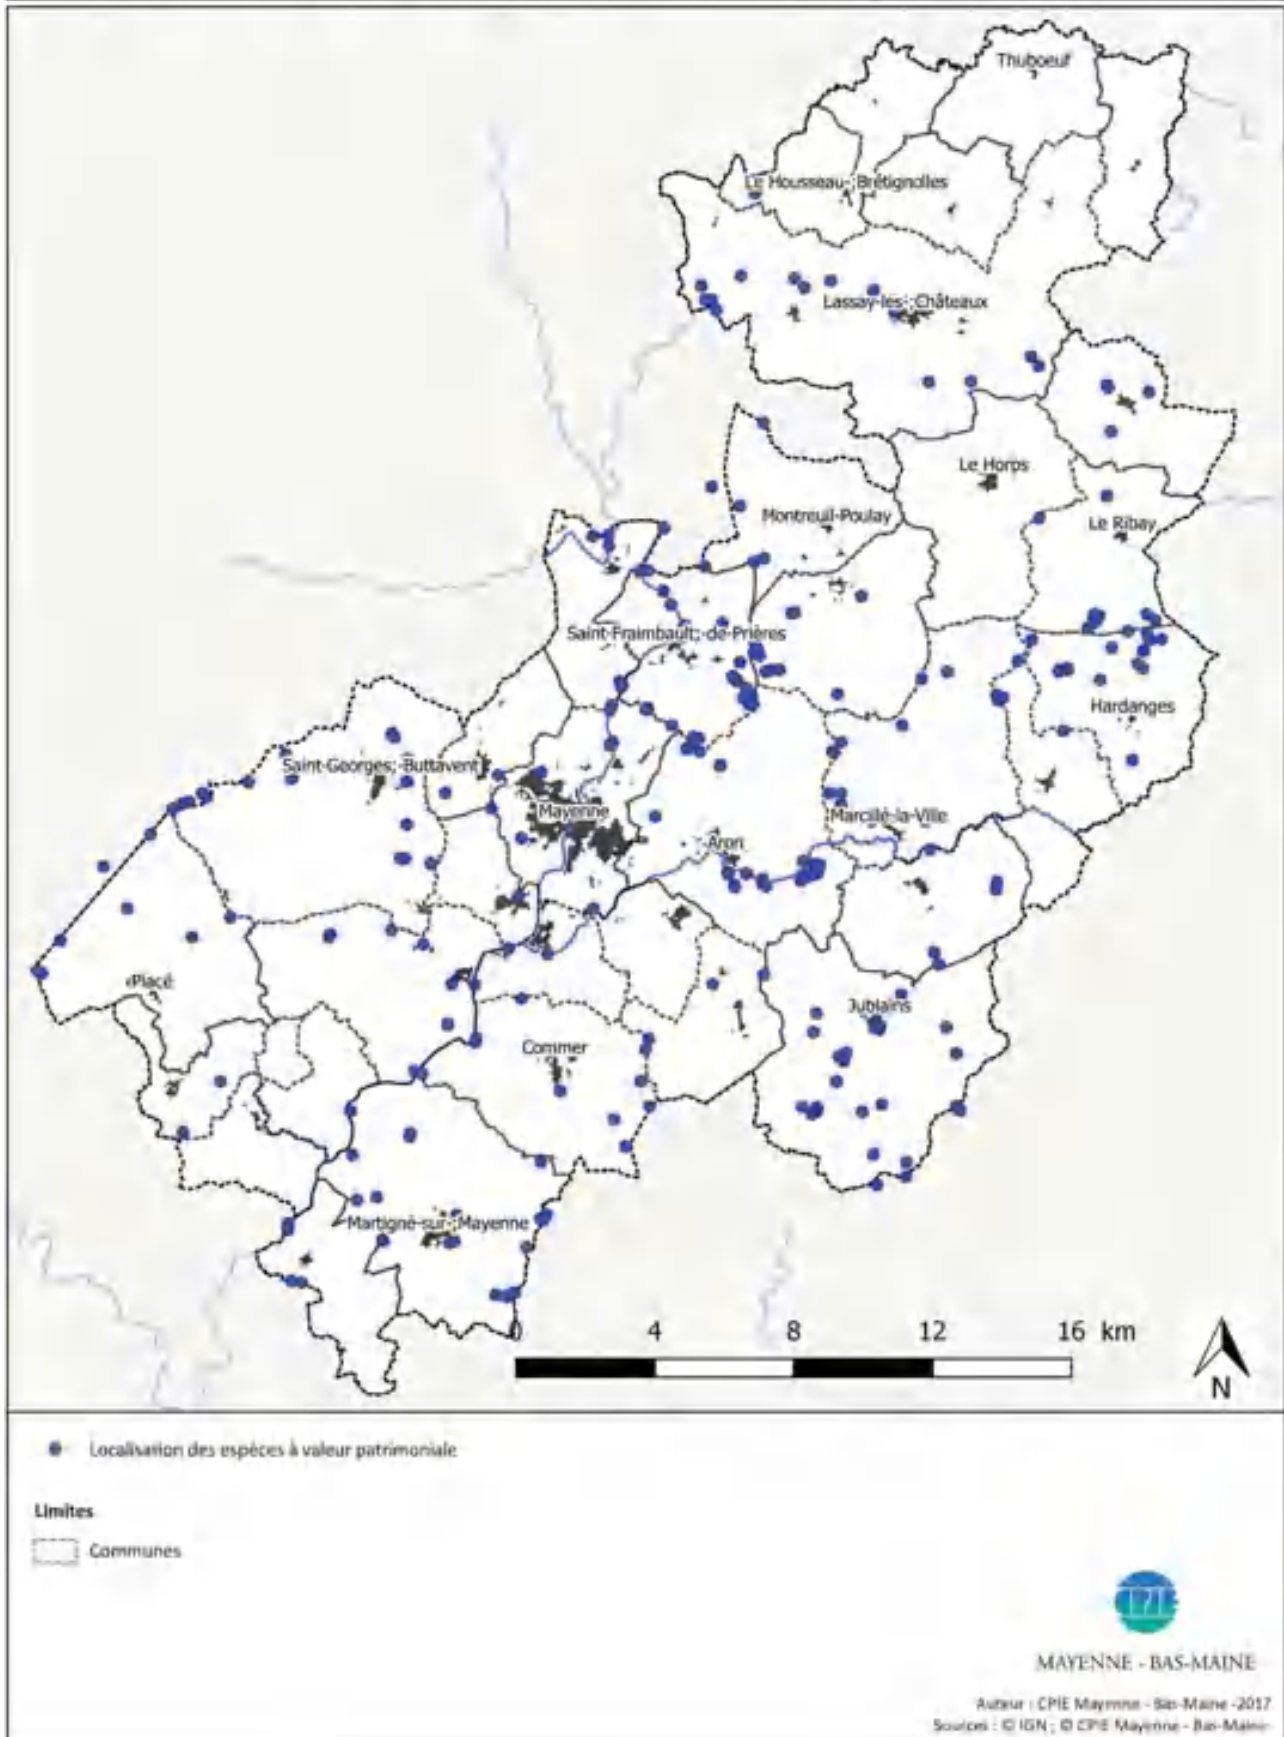 Thuboeuf
Le Housseau-;Brétignolles
Lassay-les-;Châteaux
Le Horps
Montreuil-Poulay
Le Ribay
Saint-Fraimbault;-de-Prières
Hardanges
Saint-Georges;-Buttavent
Mayenne
Marcillé-la-Ville
Aron
Placé
Jublains
Commer
Martigné-sur-;Mayenne
0 4 8 12 16 km
N
Localisation des espèces à valeur patrimoniale
Limites
Communes
CPIE
MAYENNE - BAS-MAINE
Auteur : CPIE Mayenne - Bas-Maine -2017
Sources : © IGN ; © CPIE Mayenne - Bas-Maine